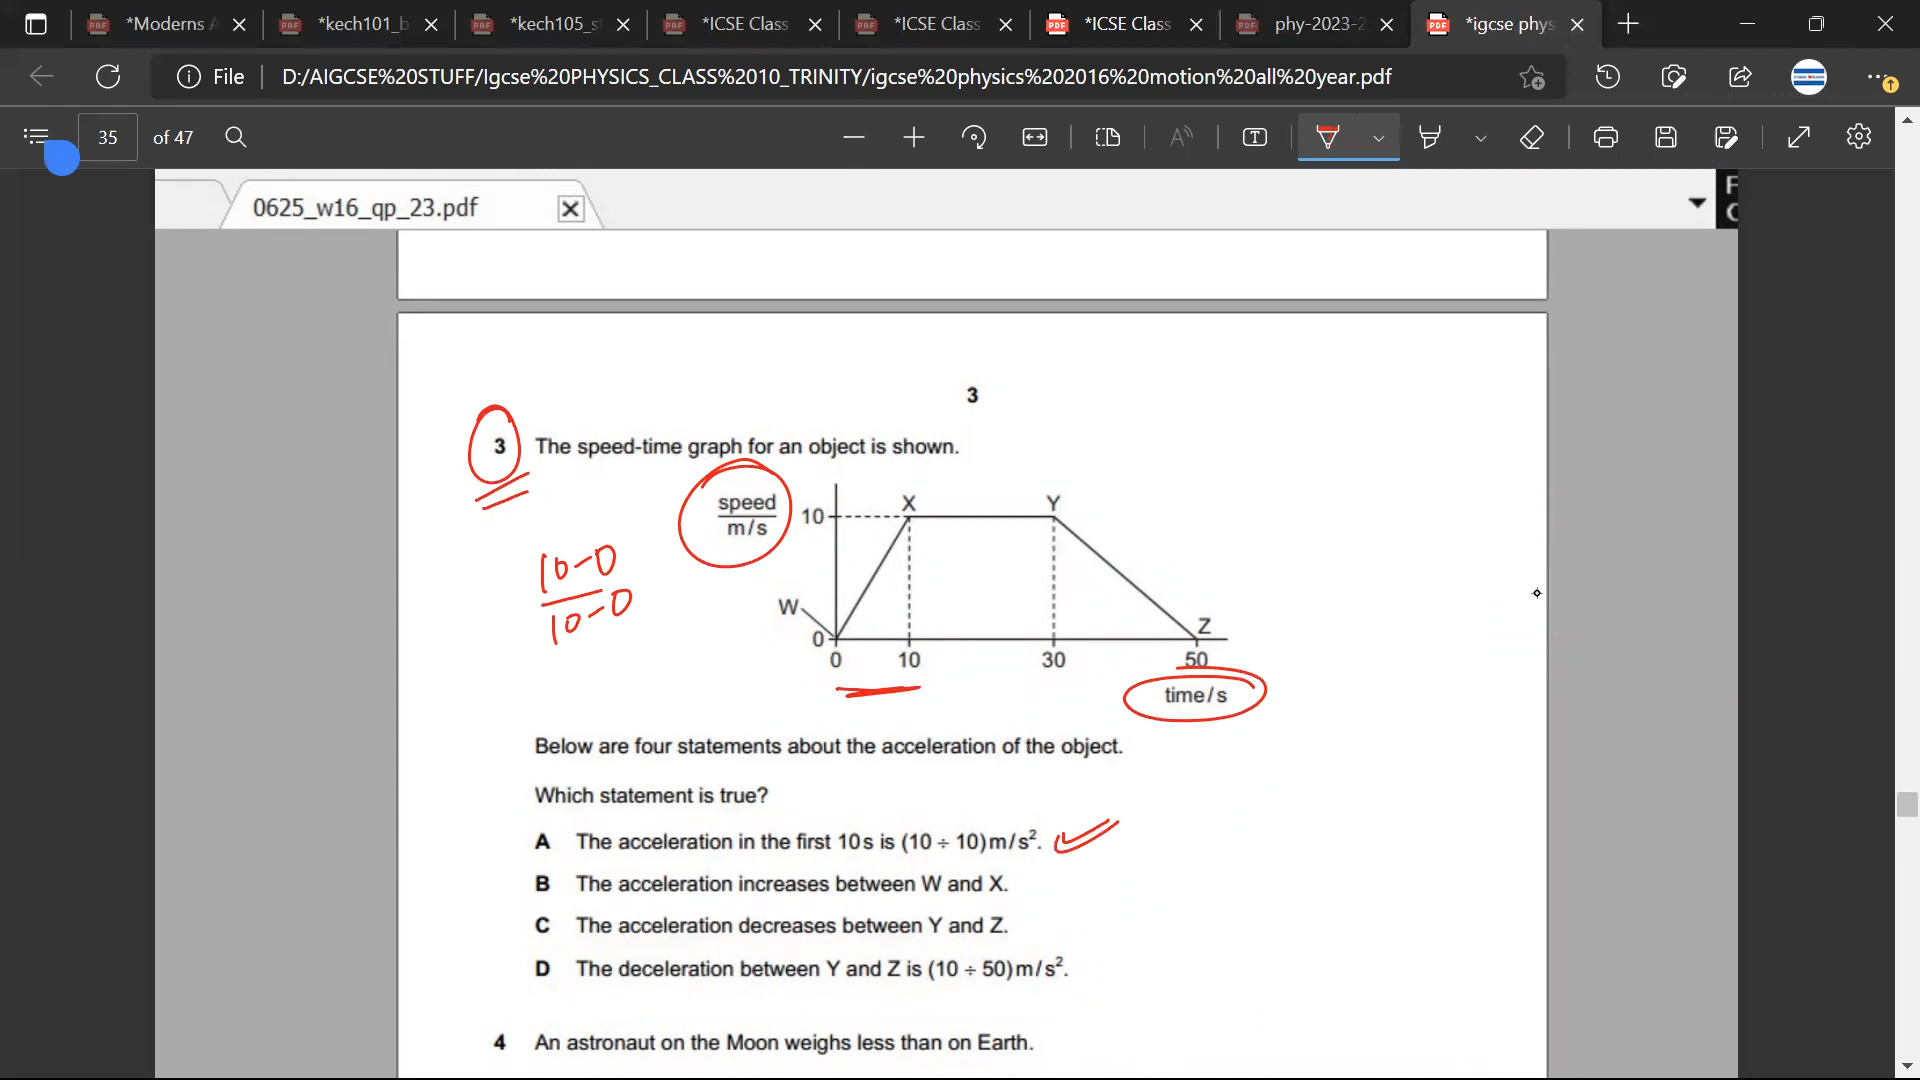 *Moderns A
*kech101_b
*kech105_st
*ICSE Class
*ICSE Class
*ICSE Class
phy-2023-2
*igcse phys
File
D:/AIGCSE%20STUFF/Igcse%20PHYSICS_CLASS%2010_TRINITY/igcse%20physics%202016%20motion%20all%20year.pdf
35 of 47
0625_w16_qp_23.pdf
3
3 The speed-time graph for an object is shown.
speed
m/s
10
X
Y
10-0
10-0
W
0
Z
0 10 30 50
time/s
Below are four statements about the acceleration of the object.
Which statement is true?
A The acceleration in the first 10s is (10 ÷ 10)m/s².
B The acceleration increases between W and X.
C The acceleration decreases between Y and Z.
D The deceleration between Y and Z is (10 ÷ 50)m/s².
4 An astronaut on the Moon weighs less than on Earth.